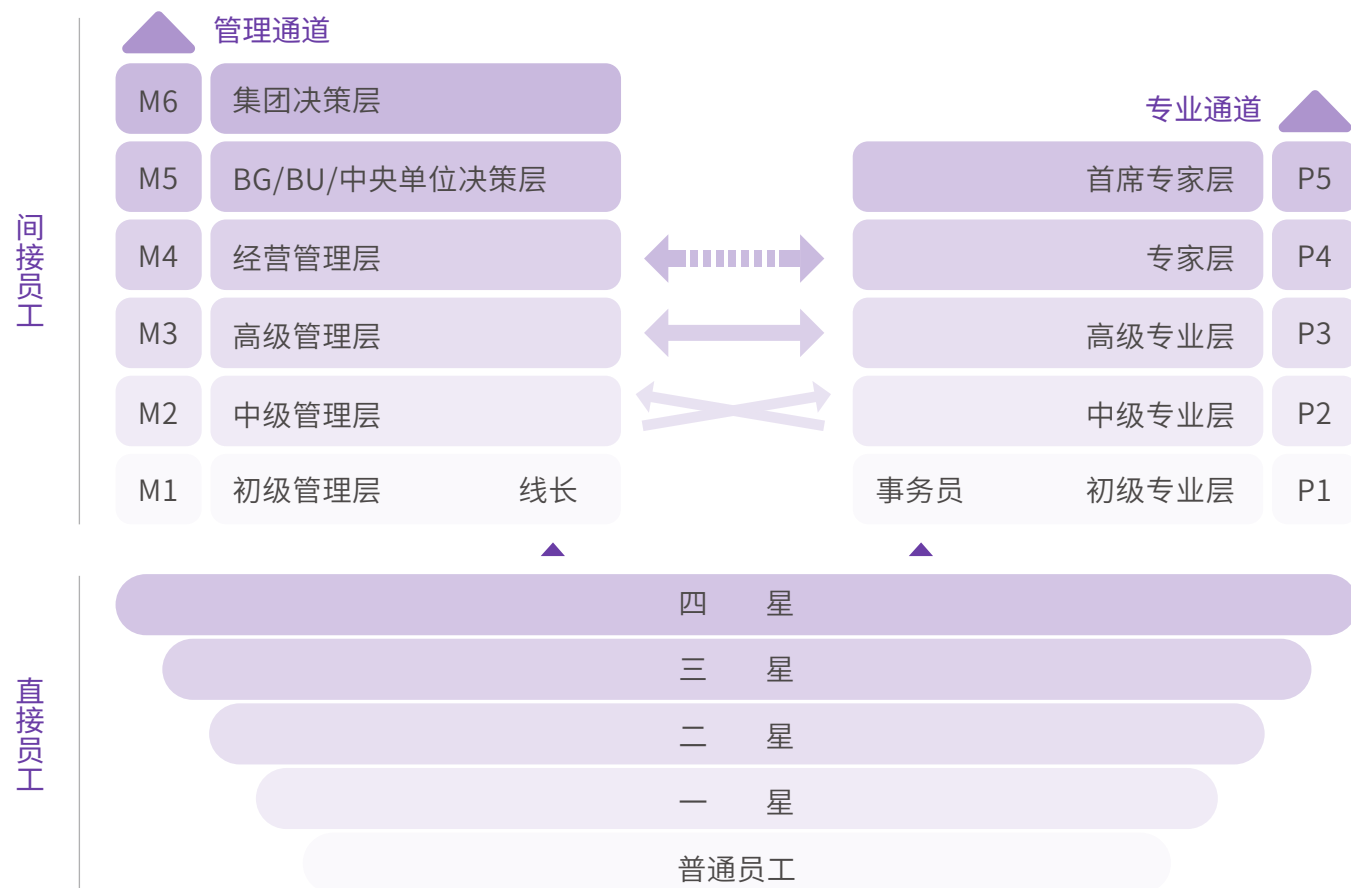 管理通道
M6 集团决策层
专业通道
M5 BG/BU/中央单位决策层 首席专家层 P5
M4 经营管理层 专家层 P4
M3 高级管理层 高级专业层 P3
M2 中级管理层 中级专业层 P2
M1 初级管理层 线长 事务员 初级专业层 P1
间接员工
四 星
三 星
二 星
一 星
普通员工
直接员工